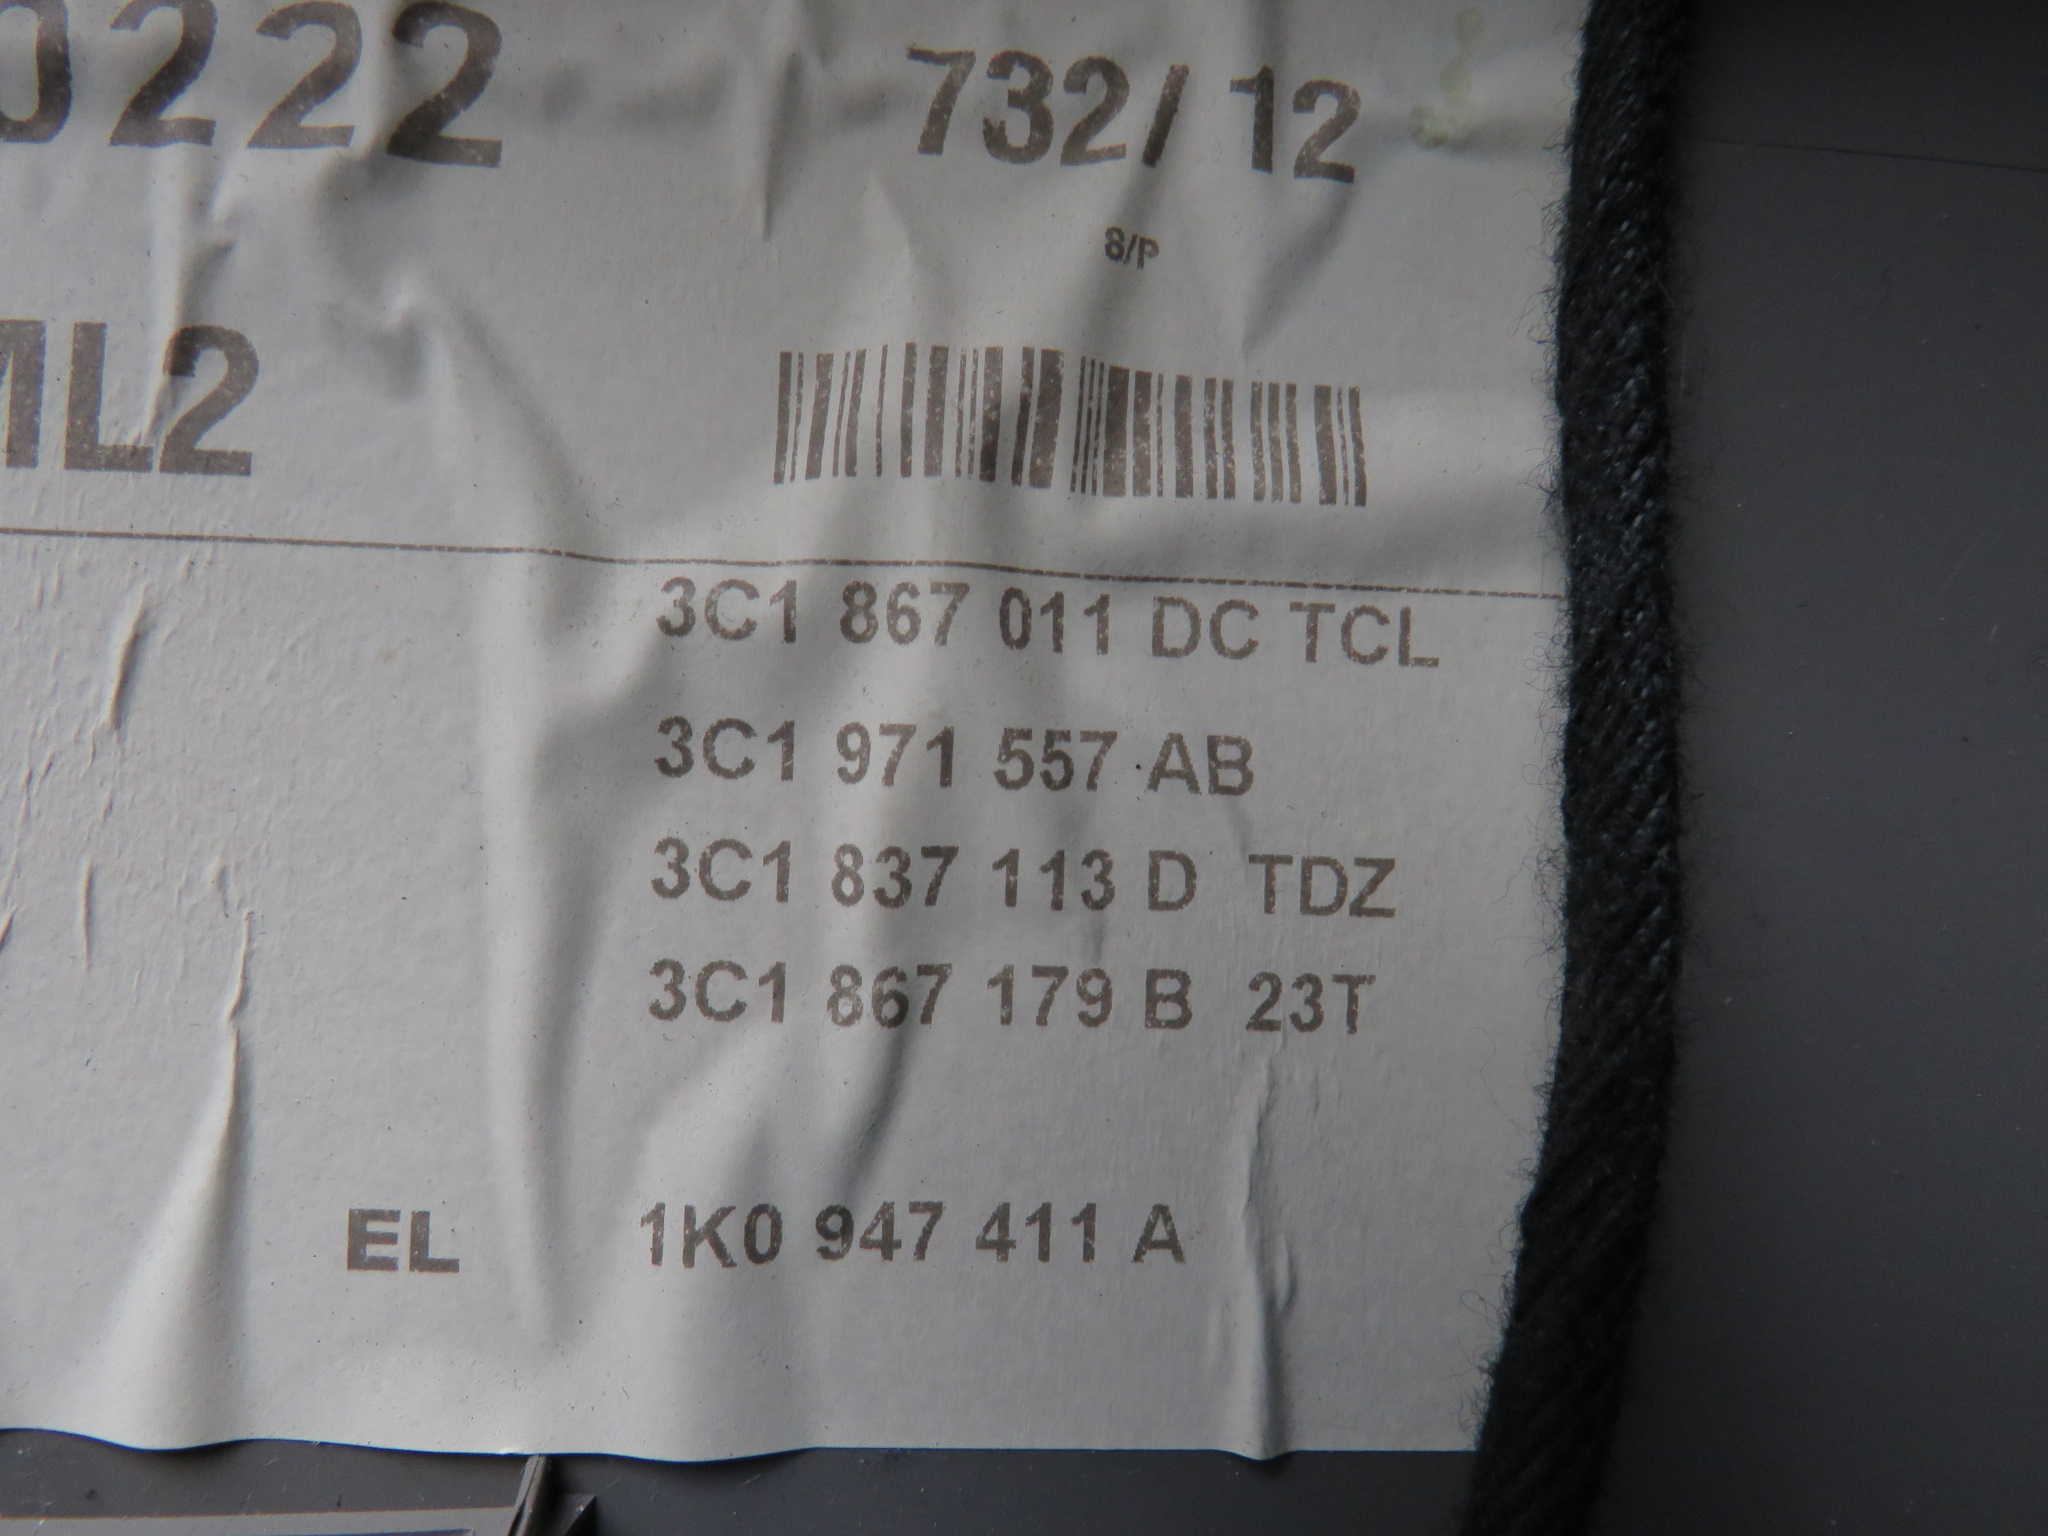 0222 732/ 12
8/P
ML2
3C1 867 011 DC TCL
3C1 971 557 AB
3C1 837 113 D TDZ
3C1 867 179 B 23T
EL 1K0 947 411 A